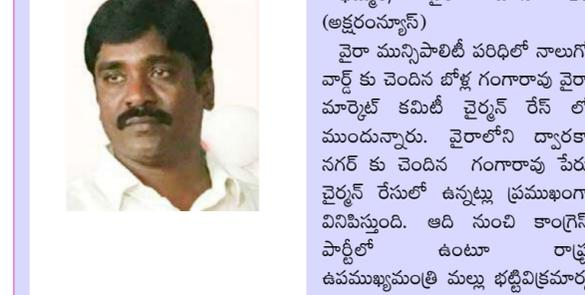 (అక్షరంన్యూస్)
వైరా మున్సిపాలిటీ పరిధిలో నాలుగో
వార్డ్ కు చెందిన బోళ్ల గంగారావు వైరా
మార్కెట్ కమిటీ చైర్మన్ రేస్ లో
ముందున్నారు. వైరాలోని ద్వారకా
నగర్ కు చెందిన గంగారావు పేరు
చైర్మన్ రేసులో ఉన్నట్లు ప్రముఖంగా
వినిపిస్తుంది. ఆది నుంచి కాంగ్రెస్
పార్టీలో ఉంటూ రాష్ట్ర
ఉపముఖ్యమంత్రి మల్లు భట్టివిక్రమార్క